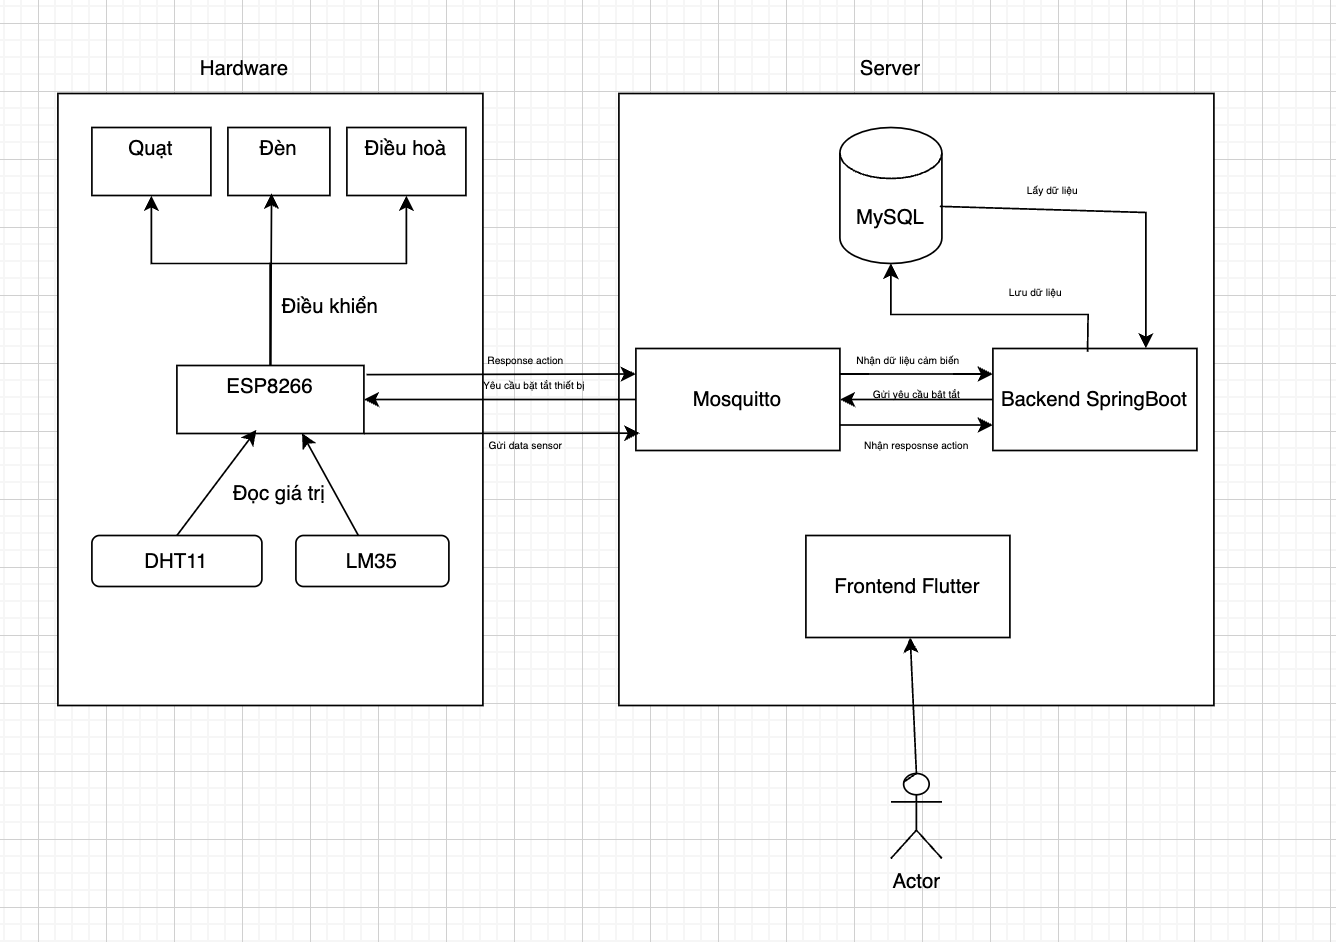 Hardware
Server
Quạt
Đèn
Điều hoà
Lấy dữ liệu
MySQL
Lưu dữ liệu
Điều khiển
Response action
Nhận dữ liệu cảm biến
ESP8266
Yêu cầu bặt tắt thiết bị
Mosquitto
Gửi yêu cầu bặt tắt
Backend SpringBoot
Gửi data sensor
Nhận resposnse action
Đọc giá trị
DHT11
LM35
Frontend Flutter
Actor